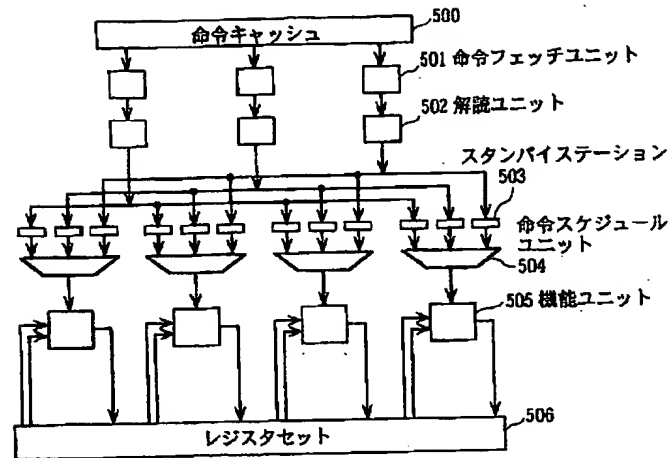 500
命令キャッシュ
501 命令フェッチユニット
502 解読ユニット
スタンバイステーション
503
命令スケジュール
ユニット
504
505 機能ユニット
506
レジスタセット